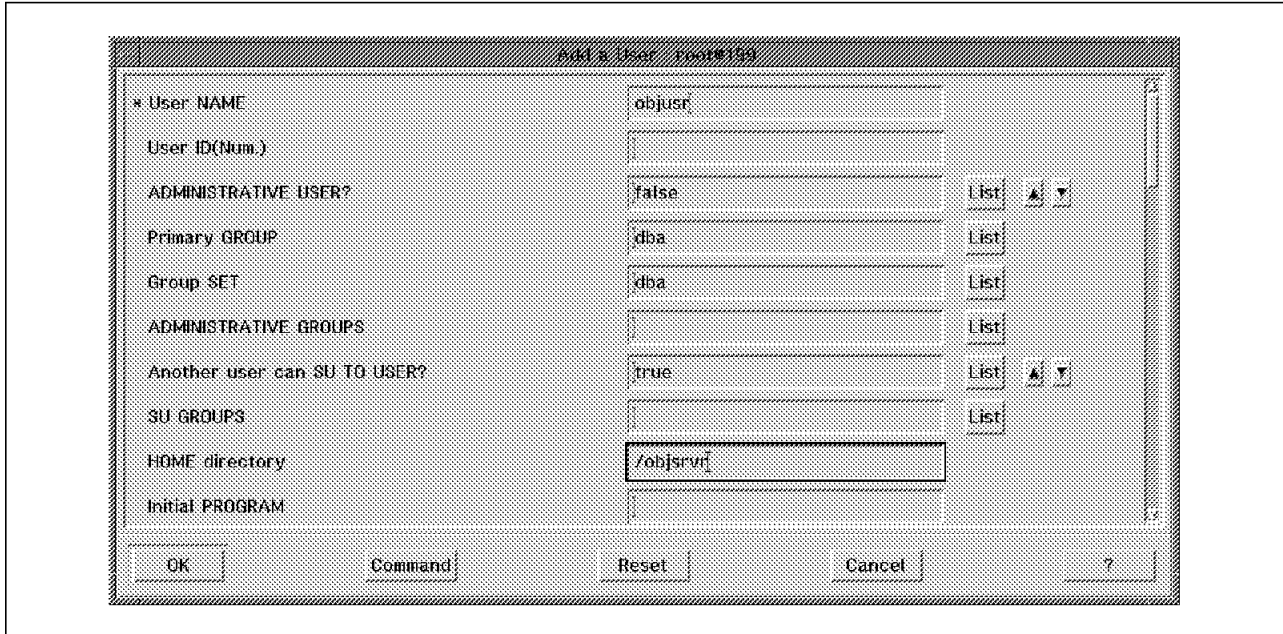 Add a User : root@199
* User NAME objusr
User ID(Num.)
ADMINISTRATIVE USER? false List
Primary GROUP dba List
Group SET dba List
ADMINISTRATIVE GROUPS List
Another user can SU TO USER? true List
SU GROUPS List
HOME directory /objsrvr
Initial PROGRAM
OK Command Reset Cancel ?